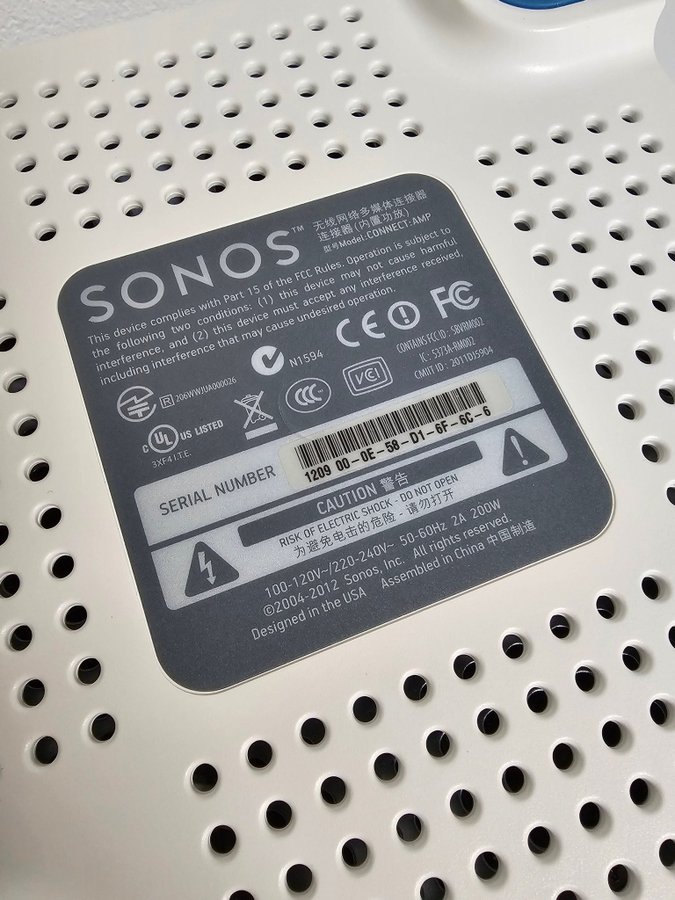 SONOS™
无线网络多媒体连接器
连接器(内置功放)
型号Model: CONNECT:AMP
This device complies with Part 15 of the FCC Rules. Operation is subject to
the following two conditions: (1) this device may not cause harmful
interference, and (2) this device must accept any interference received,
including interference that may cause undesired operation.
N1594
CE
FC
CONTAINS FCC ID: SBVRM002
IC: 5373A-RM002
CMIIT ID: 2011DJ5904
R 206WWJUA000026
CCC
VCI
C UL US LISTED
3XF4 I.T.E.
SERIAL NUMBER
1209 00-0E-58-D1-6F-6C-6
CAUTION 警告
RISK OF ELECTRIC SHOCK - DO NOT OPEN
为避免电击的危险 - 请勿打开
100-120V~/220-240V~ 50-60Hz 2A 200W
©2004-2012 Sonos, Inc. All rights reserved.
Designed in the USA Assembled in China 中国制造